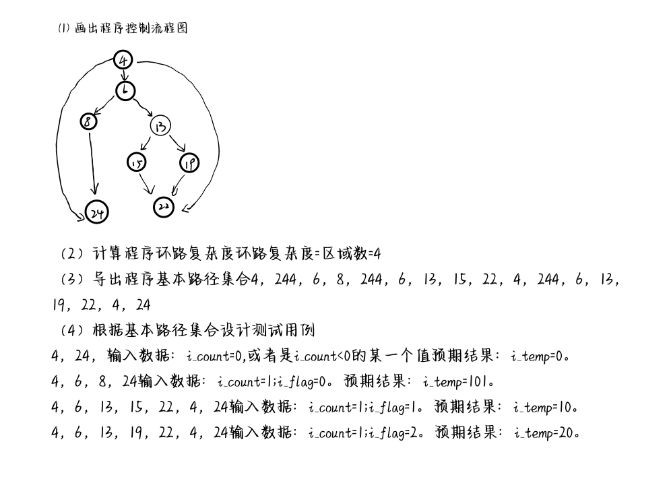 (1) 画出程序控制流程图
4
6
8
13
15
19
24
22
(2) 计算程序环路复杂度环路复杂度=区域数=4
(3) 导出程序基本路径集合4, 244, 6, 8, 244, 6, 13, 15, 22, 4, 244, 6, 13,
19, 22, 4, 24
(4) 根据基本路径集合设计测试用例
4, 24, 输入数据: i_count=0,或者是i_count<0的某一个值预期结果: i_temp=0。
4, 6, 8, 24输入数据: i_count=1;i_flag=0。 预期结果: i_temp=101。
4, 6, 13, 15, 22, 4, 24输入数据: i_count=1;i_flag=1。 预期结果: i_temp=10。
4, 6, 13, 19, 22, 4, 24输入数据: i_count=1;i_flag=2。 预期结果: i_temp=20。